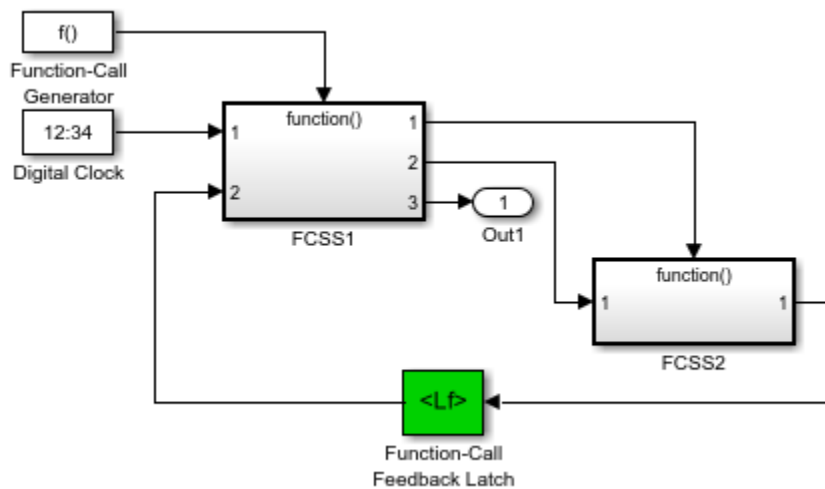 f()
Function-Call
Generator
12:34
Digital Clock
function()
1
2
1
2
3
FCSS1
1
Out1
function()
1
1
FCSS2
<Lf>
Function-Call
Feedback Latch